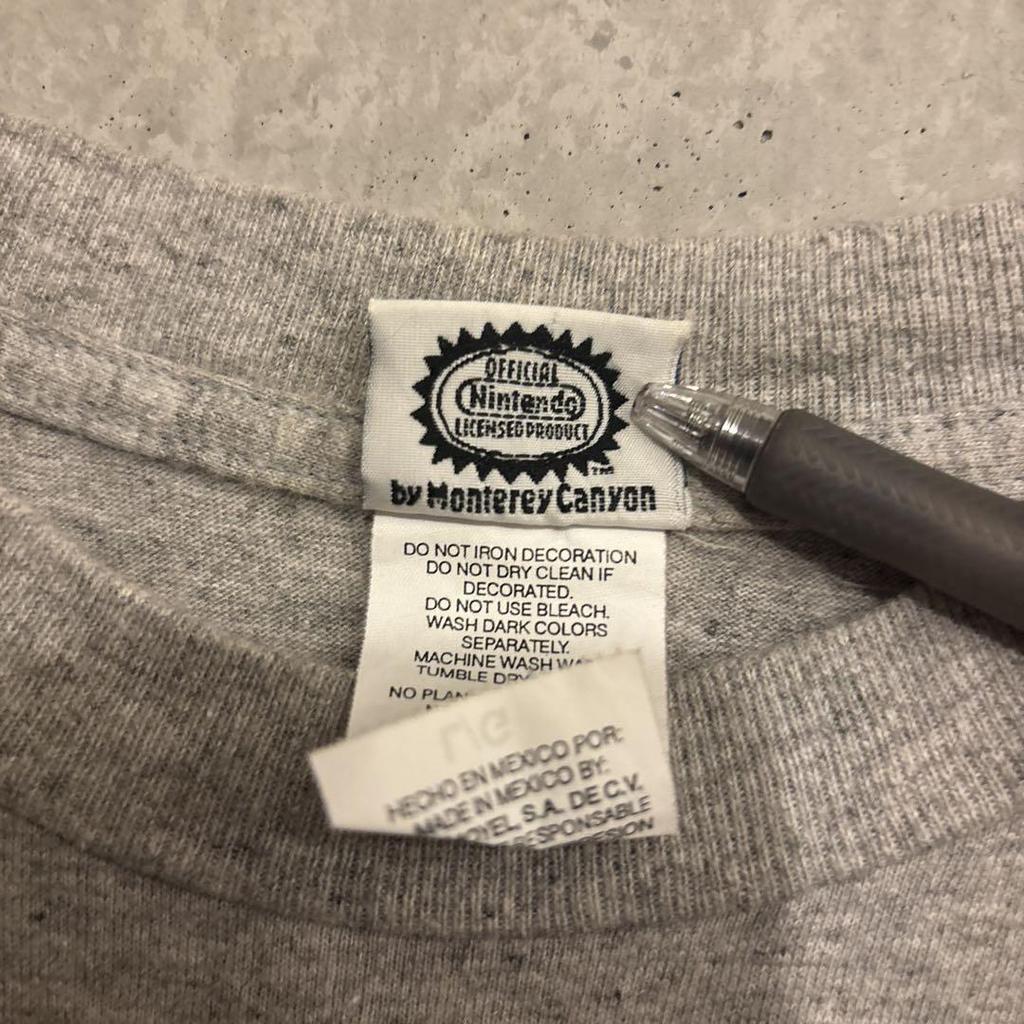 OFFICIAL
Nintendo
LICENSED PRODUCT
TM
by Monterey Canyon
DO NOT IRON DECORATION
DO NOT DRY CLEAN IF
DECORATED.
DO NOT USE BLEACH.
WASH DARK COLORS
SEPARATELY.
MACHINE WASH
TUMBLE DRY
NO
HECHO EN MEXICO POR:
MADE IN MEXICO BY:
S.A. DE C.V.
RESPONSABLE